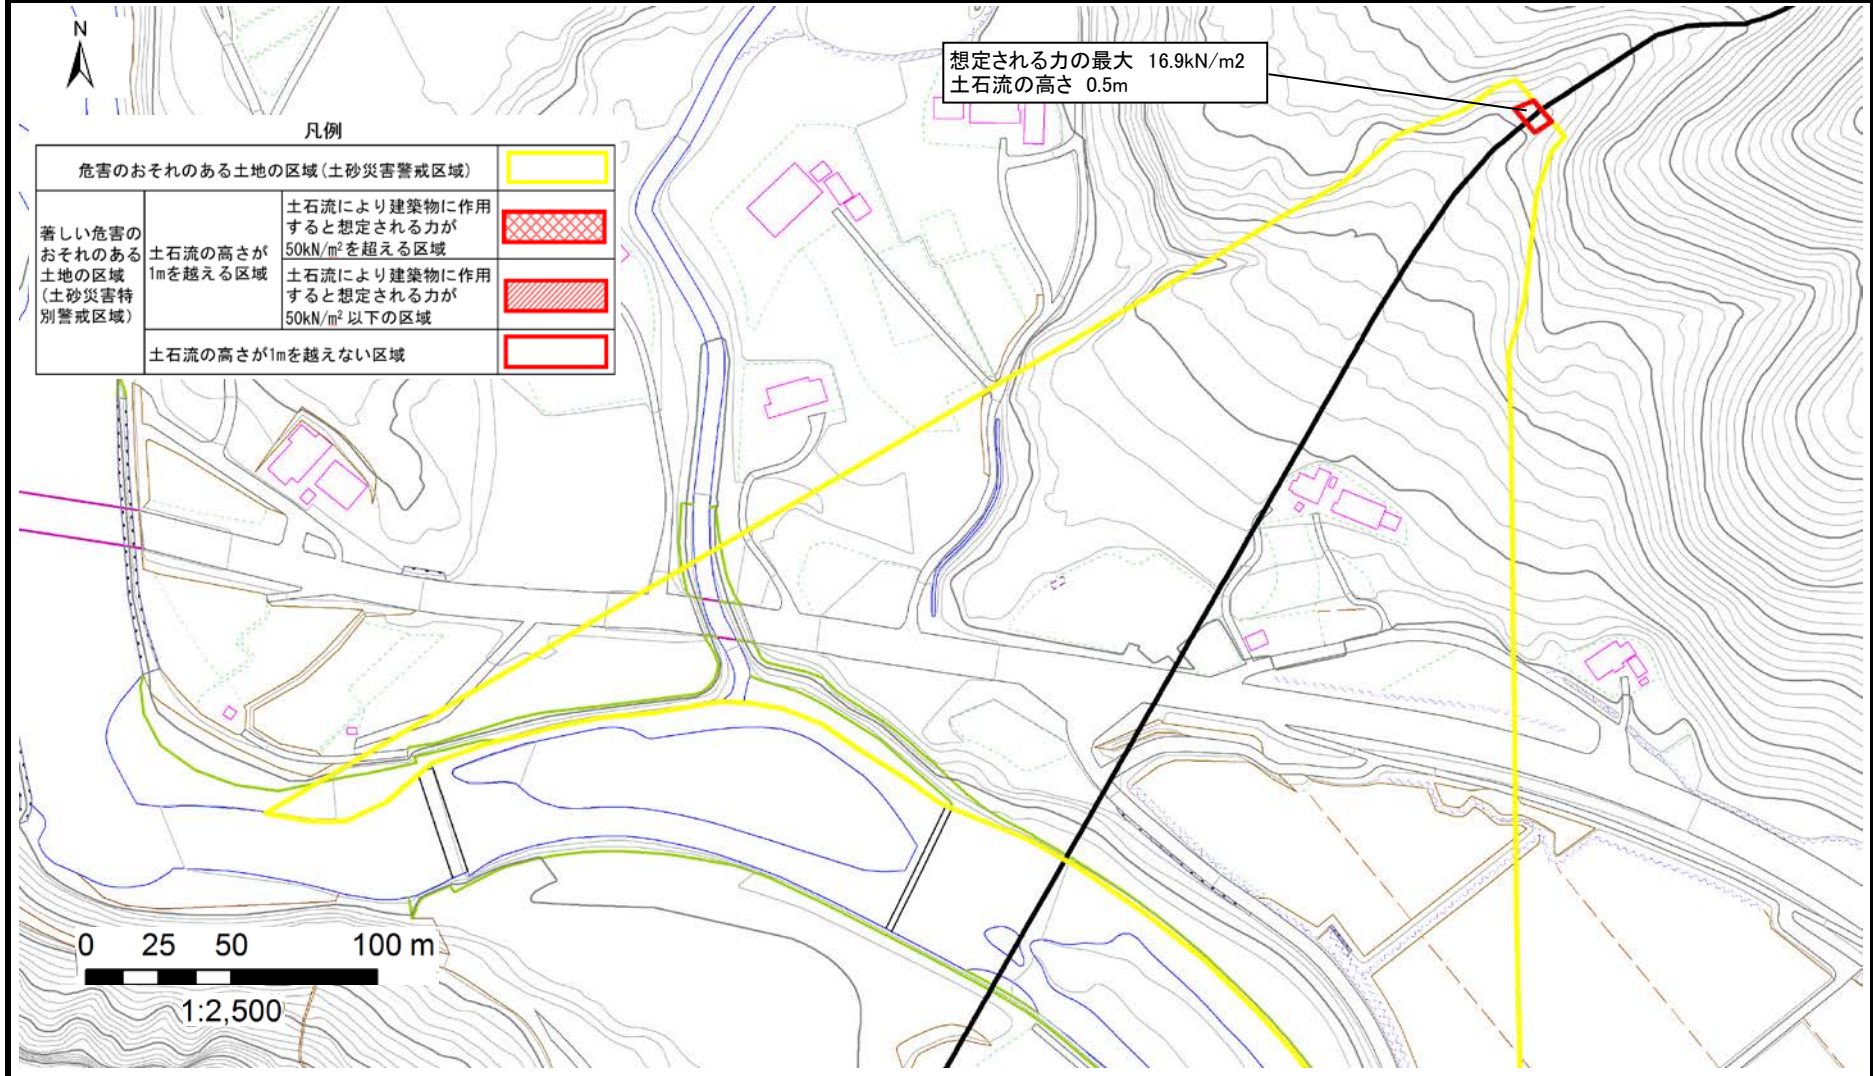 N
想定される力の最大 16.9kN/m2
土石流の高さ 0.5m
凡例
危害のおそれのある土地の区域(土砂災害警戒区域)
著しい危害の
おそれのある
土地の区域
(土砂災害特
別警戒区域)
土石流の高さが
1mを越える区域
土石流により建築物に作用
すると想定される力が
50kN/m²を超える区域
土石流により建築物に作用
すると想定される力が
50kN/m² 以下の区域
土石流の高さが1mを越えない区域
0 25 50 100 m
1:2,500